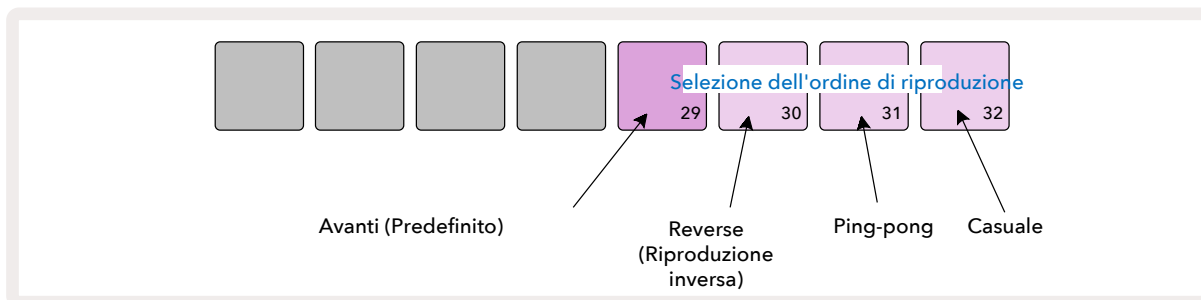 Selezione dell'ordine di riproduzione
29 30 31 32
Avanti (Predefinito)
Reverse
(Riproduzione
inversa)
Ping-pong
Casuale